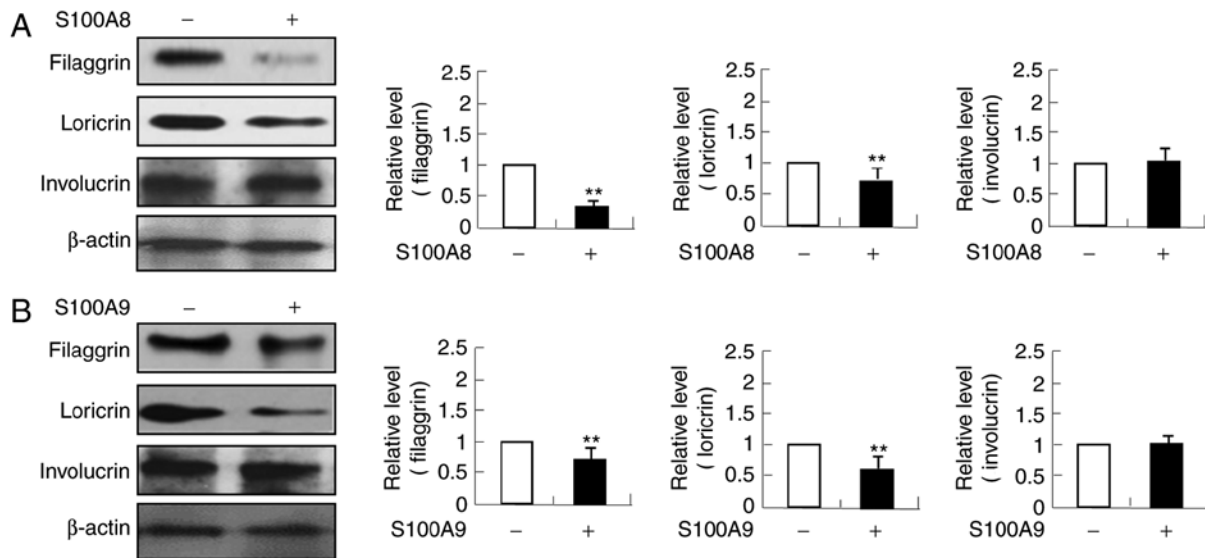 A
S100A8 − +
Filaggrin
Loricrin
Involucrin
β-actin
Relative level
( filaggrin)
2.5
2
1.5
1
0.5
0
**
S100A8 − +
Relative level
( loricrin)
2.5
2
1.5
1
0.5
0
**
S100A8 − +
Relative level
( involucrin)
2.5
2
1.5
1
0.5
0
S100A8 − +
B
S100A9 − +
Filaggrin
Loricrin
Involucrin
β-actin
Relative level
( filaggrin)
2.5
2
1.5
1
0.5
0
**
S100A9 − +
Relative level
( loricrin)
2.5
2
1.5
1
0.5
0
**
S100A9 − +
Relative level
( involucrin)
2.5
2
1.5
1
0.5
0
S100A9 − +